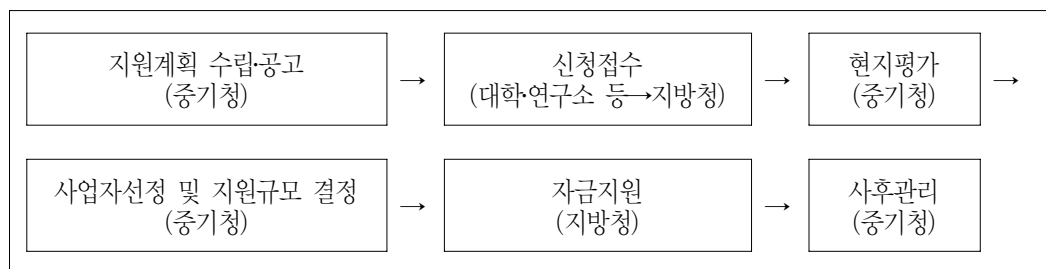 지원계획 수립·공고
(중기청)
→
신청접수
(대학·연구소 등→지방청)
→
현지평가
(중기청)
→
사업자선정 및 지원규모 결정
(중기청)
→
자금지원
(지방청)
→
사후관리
(중기청)